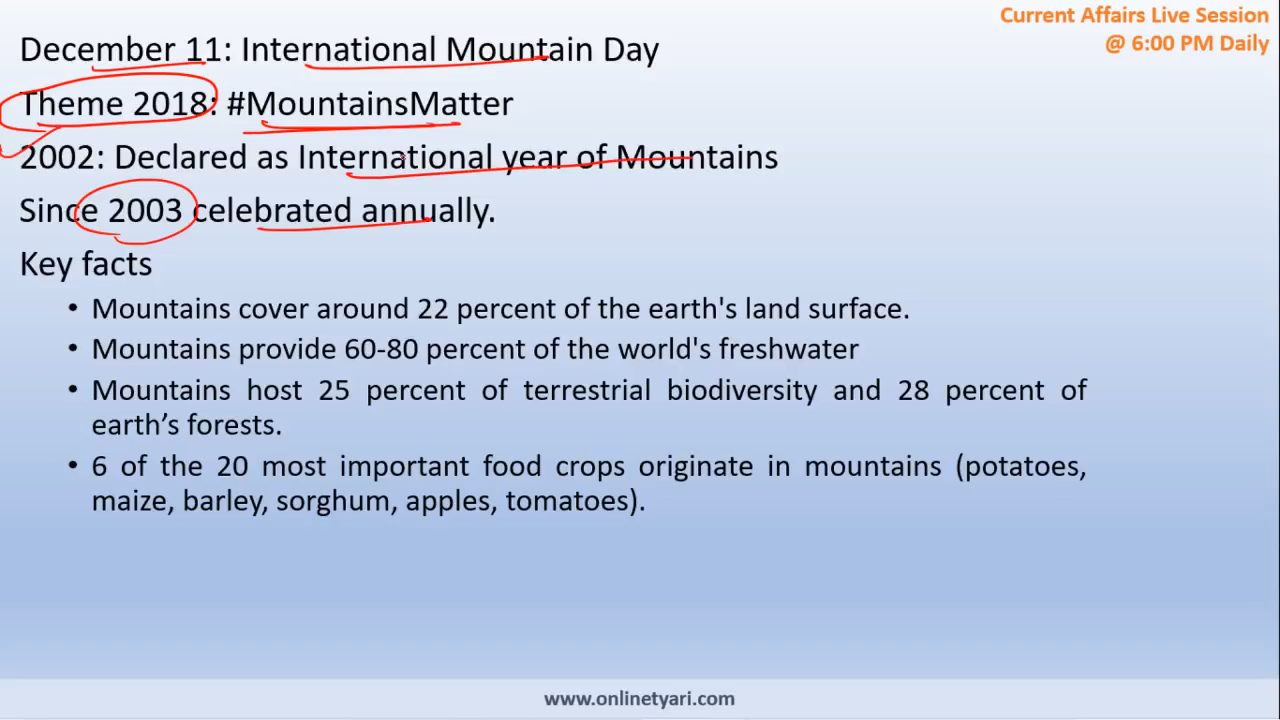 Current Affairs Live Session
@ 6:00 PM Daily
December 11: International Mountain Day
Theme 2018: #MountainsMatter
2002: Declared as International year of Mountains
Since 2003 celebrated annually.
Key facts
• Mountains cover around 22 percent of the earth's land surface.
• Mountains provide 60-80 percent of the world's freshwater
• Mountains host 25 percent of terrestrial biodiversity and 28 percent of
earth’s forests.
• 6 of the 20 most important food crops originate in mountains (potatoes,
maize, barley, sorghum, apples, tomatoes).
www.onlinetyari.com